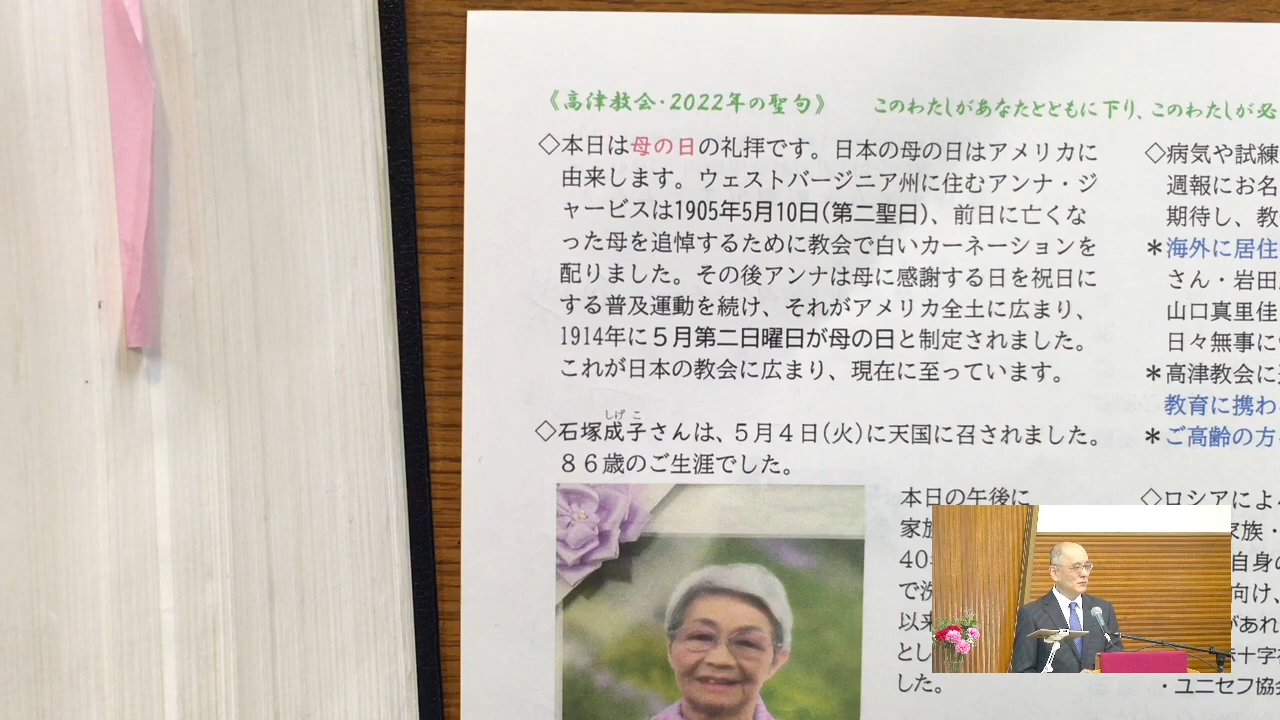 《高津教会・2022年の聖句》 このわたしがあなたとともに下り、このわたしが必
◇本日は母の日の礼拝です。日本の母の日はアメリカに
由来します。ウェストバージニア州に住むアンナ・ジ
ャービスは1905年5月10日(第二聖日)、前日に亡くな
った母を追悼するために教会で白いカーネーションを
配りました。その後アンナは母に感謝する日を祝日に
する普及運動を続け、それがアメリカ全土に広まり、
1914年に５月第二日曜日が母の日と制定されました。
これが日本の教会に広まり、現在に至っています。
しげ こ
◇石塚成子さんは、５月４日(火)に天国に召されました。
８６歳のご生涯でした。
本日の午後に
家族
40
で洗
以来
とし
した。
◇病気や試練
週報にお名
期待し、教
＊海外に居住
さん・岩田
山口真里佳
日々無事に
＊高津教会に
教育に携わ
＊ご高齢の方
◇ロシアによ
家族・
自身の
向け、
があれ
十字
・ユニセフ協会